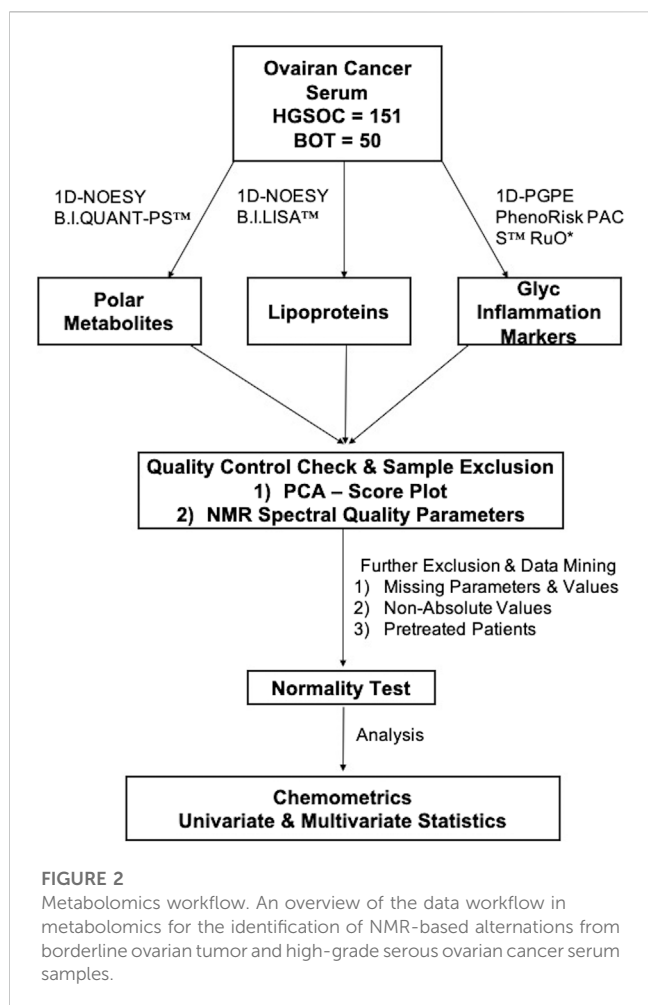 Ovairan Cancer
Serum
HGSOC = 151
BOT = 50
1D-NOESY
B.I.QUANT-PS™
1D-NOESY
B.I.LISA™
1D-PGPE
PhenoRisk PAC
S™ RuO*
Polar
Metabolites
Lipoproteins
Glyc
Inflammation
Markers
Quality Control Check & Sample Exclusion
1) PCA – Score Plot
2) NMR Spectral Quality Parameters
Further Exclusion & Data Mining
1) Missing Parameters & Values
2) Non-Absolute Values
3) Pretreated Patients
Normality Test
Analysis
Chemometrics
Univariate & Multivariate Statistics
FIGURE 2
Metabolomics workflow. An overview of the data workflow in
metabolomics for the identification of NMR-based alternations from
borderline ovarian tumor and high-grade serous ovarian cancer serum
samples.